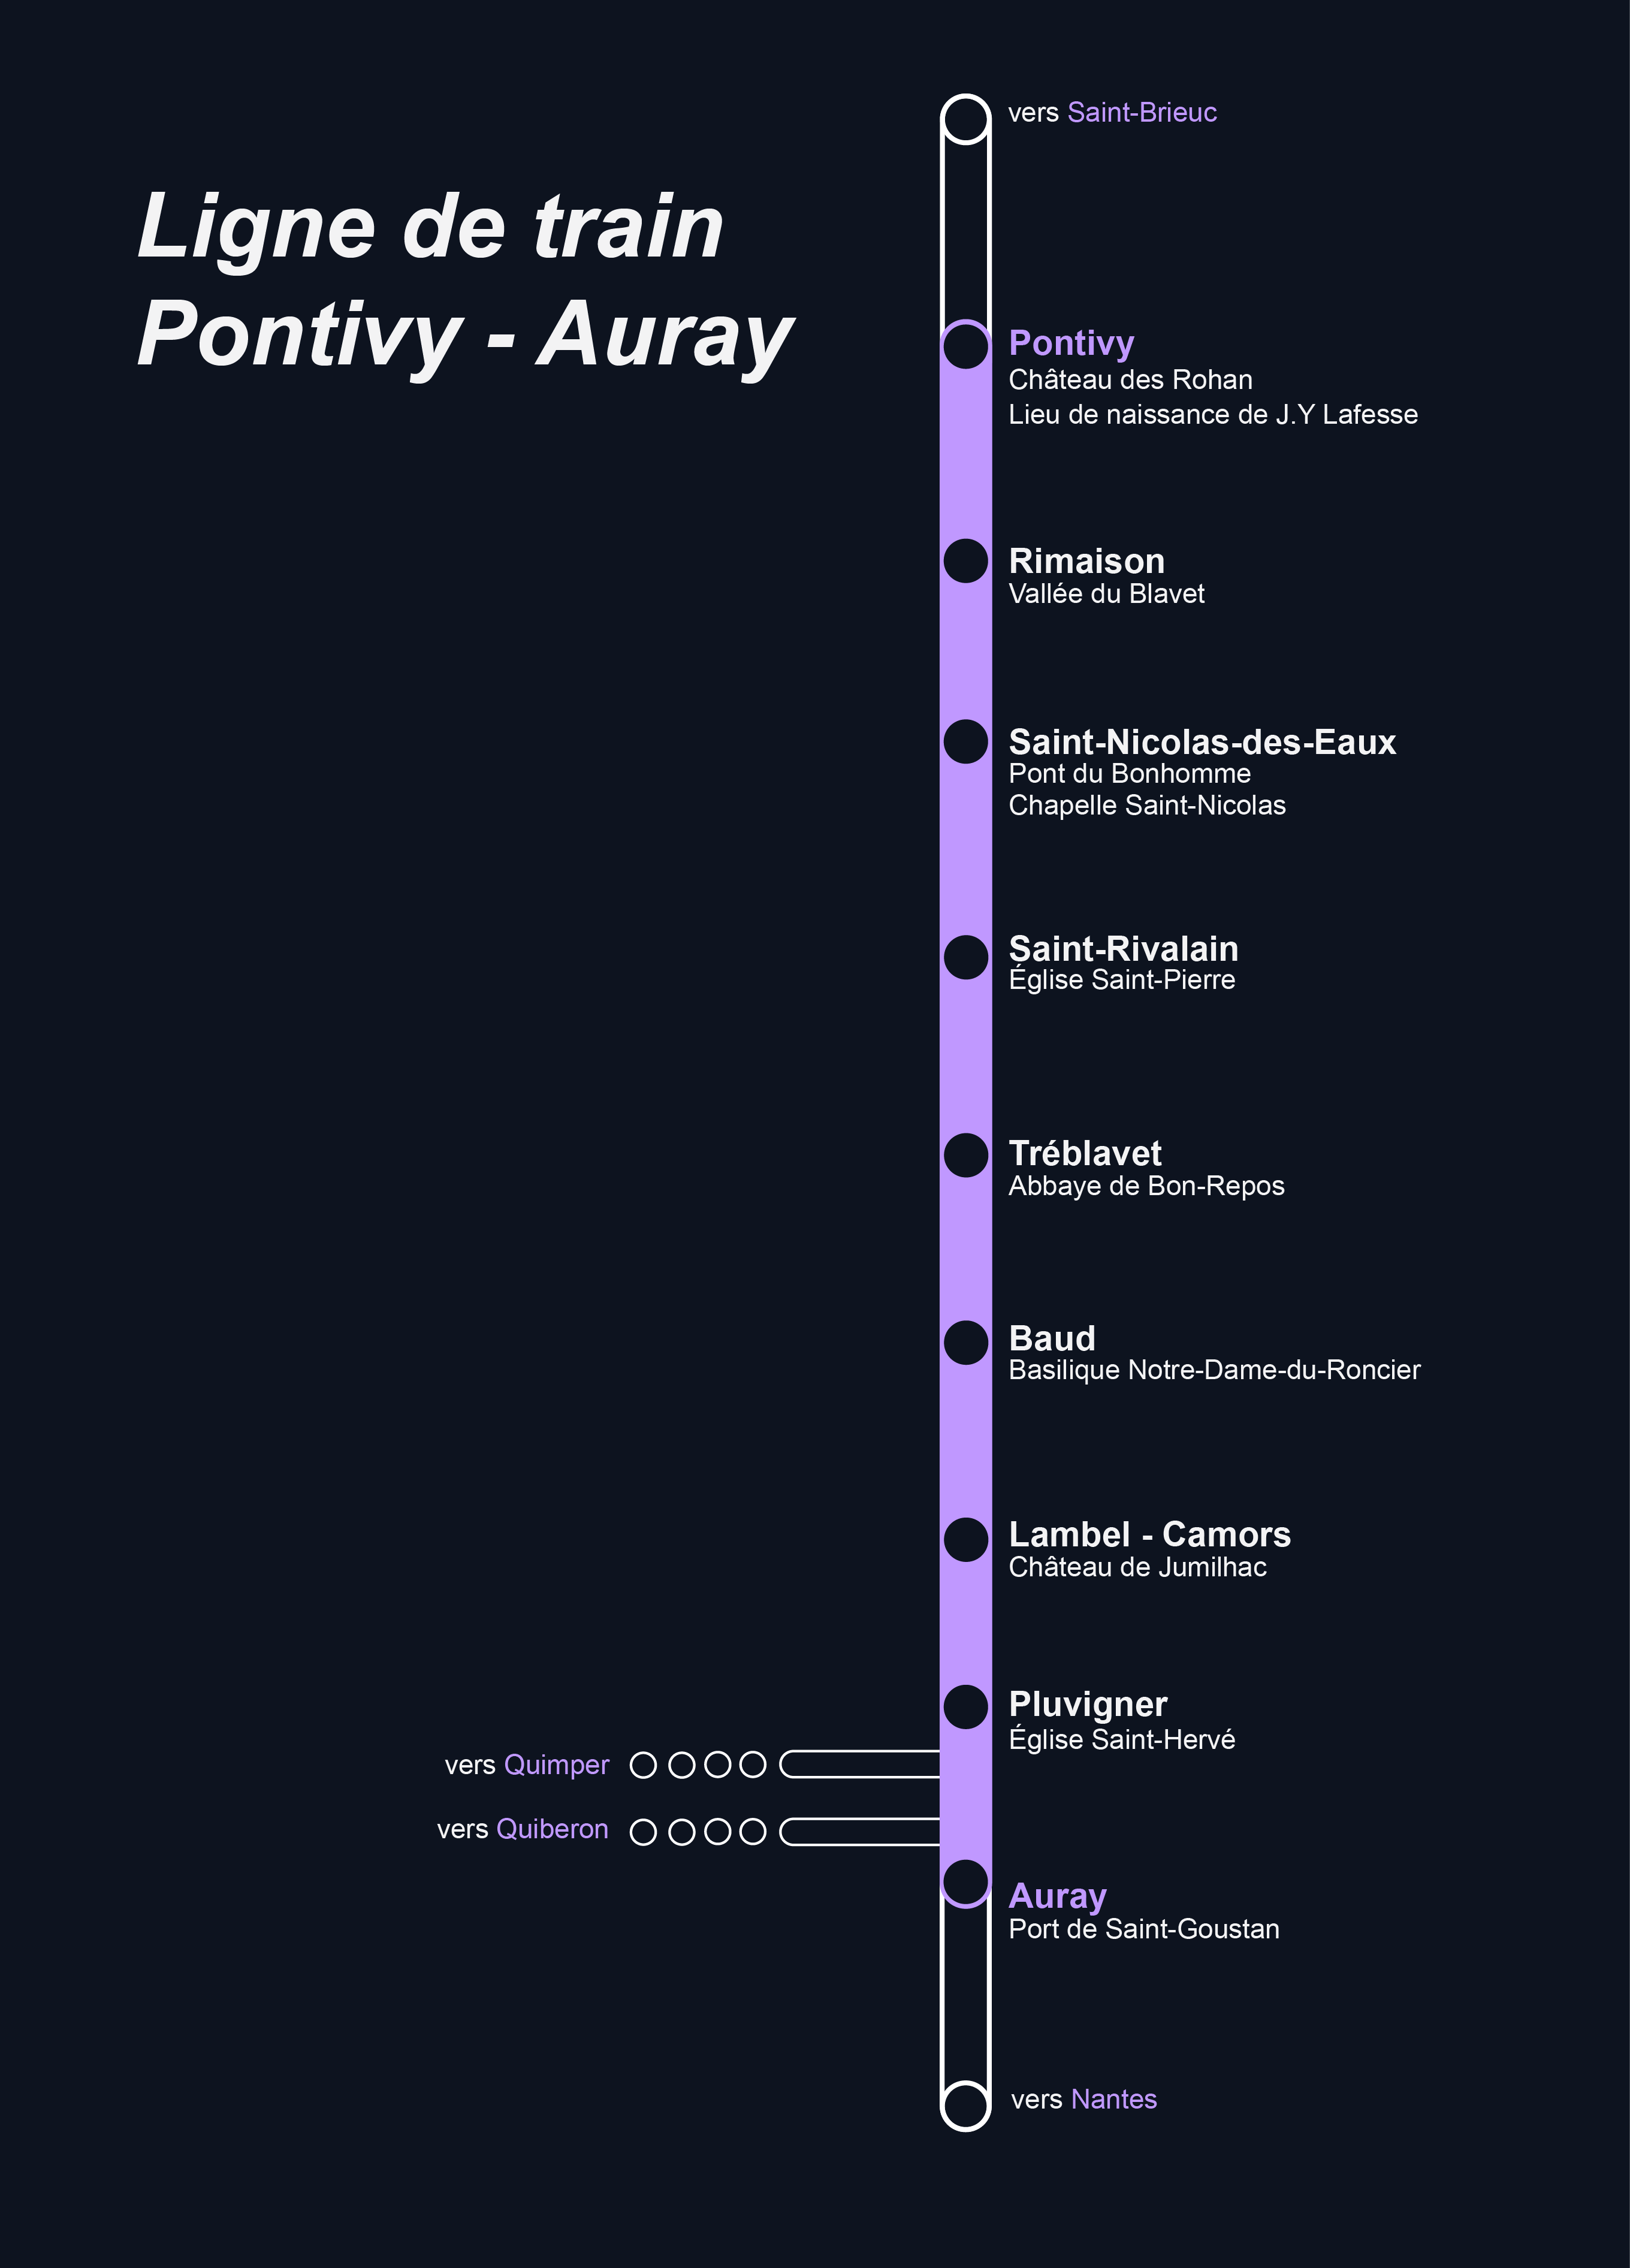 Ligne de train
Pontivy - Auray
vers Saint-Brieuc
Pontivy
Château des Rohan
Lieu de naissance de J.Y Lafesse
Rimaison
Vallée du Blavet
Saint-Nicolas-des-Eaux
Pont du Bonhomme
Chapelle Saint-Nicolas
Saint-Rivalain
Église Saint-Pierre
Tréblavet
Abbaye de Bon-Repos
Baud
Basilique Notre-Dame-du-Roncier
Lambel - Camors
Château de Jumilhac
Pluvigner
Église Saint-Hervé
vers Quimper
vers Quiberon
Auray
Port de Saint-Goustan
vers Nantes